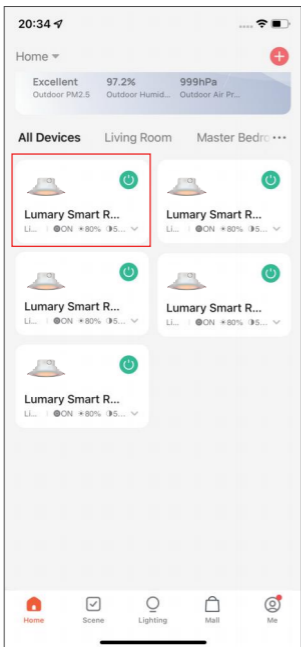 20:34
Home
Excellent 97.2% 999hPa
Outdoor PM2.5 Outdoor Humid... Outdoor Air Pr...
All Devices Living Room Master Bedro ...
Lumary Smart R... Lumary Smart R...
Li... ON 80% 5... Li... ON 80% 5...
Lumary Smart R... Lumary Smart R...
Li... ON 80% 5... Li... ON 80% 5...
Lumary Smart R...
Li... ON 80% 5...
Home Scene Lighting Mall Me